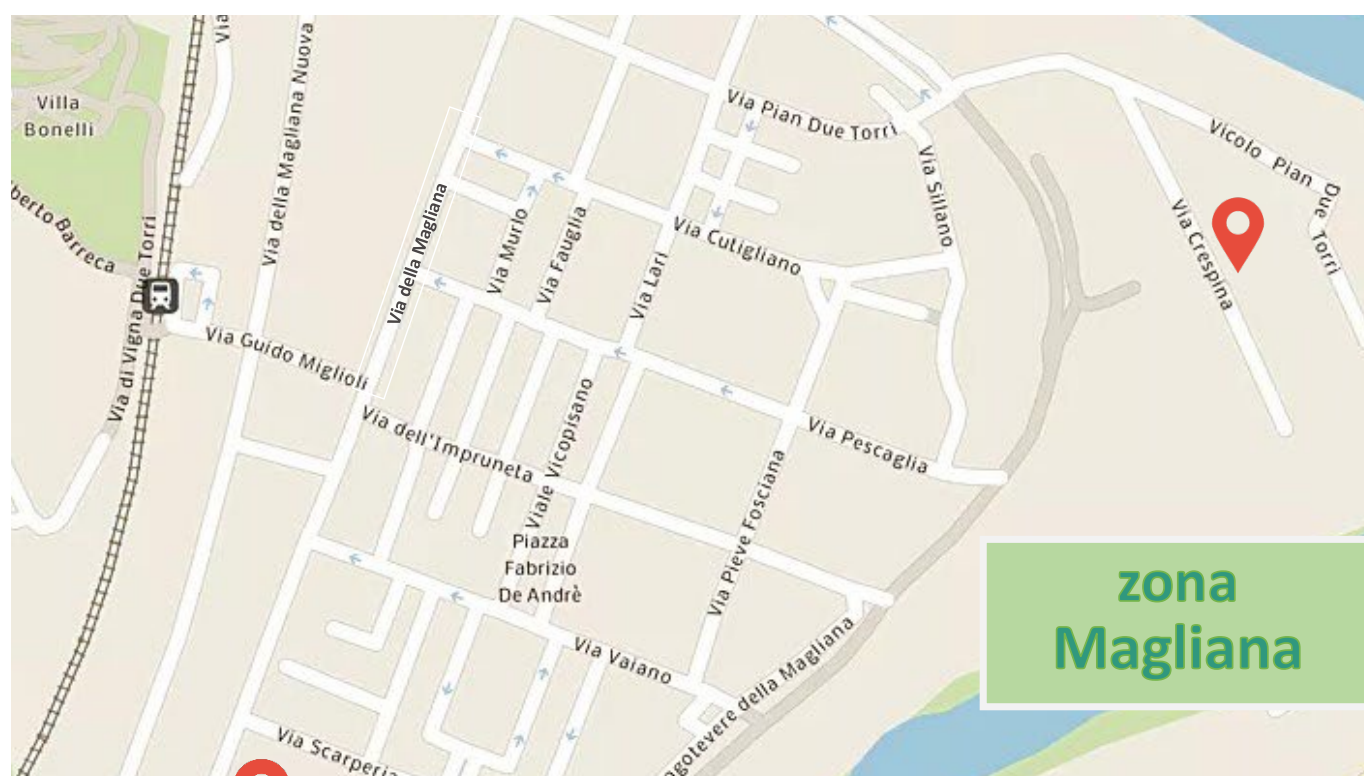 Via
Villa
Bonelli
Via della Magliana Nuova
Via Pian Due Torri
Vicolo Pian Due Torri
Via Sillano
Via Crespina
berto Barreca
Via di Vigna Due Torri
Via della Magliana
Via Murlo
Via Fauglia
Via Lari
Via Cutigliano
Via Guido Miglioli
Via dell'Impruneta
Viale Vicopisano
Via Pescaglia
Via Pieve Fosciana
Piazza
Fabrizio
De Andrè
zona
Magliana
Via Vaiano
gotevere della Magliana
Via Scarperia